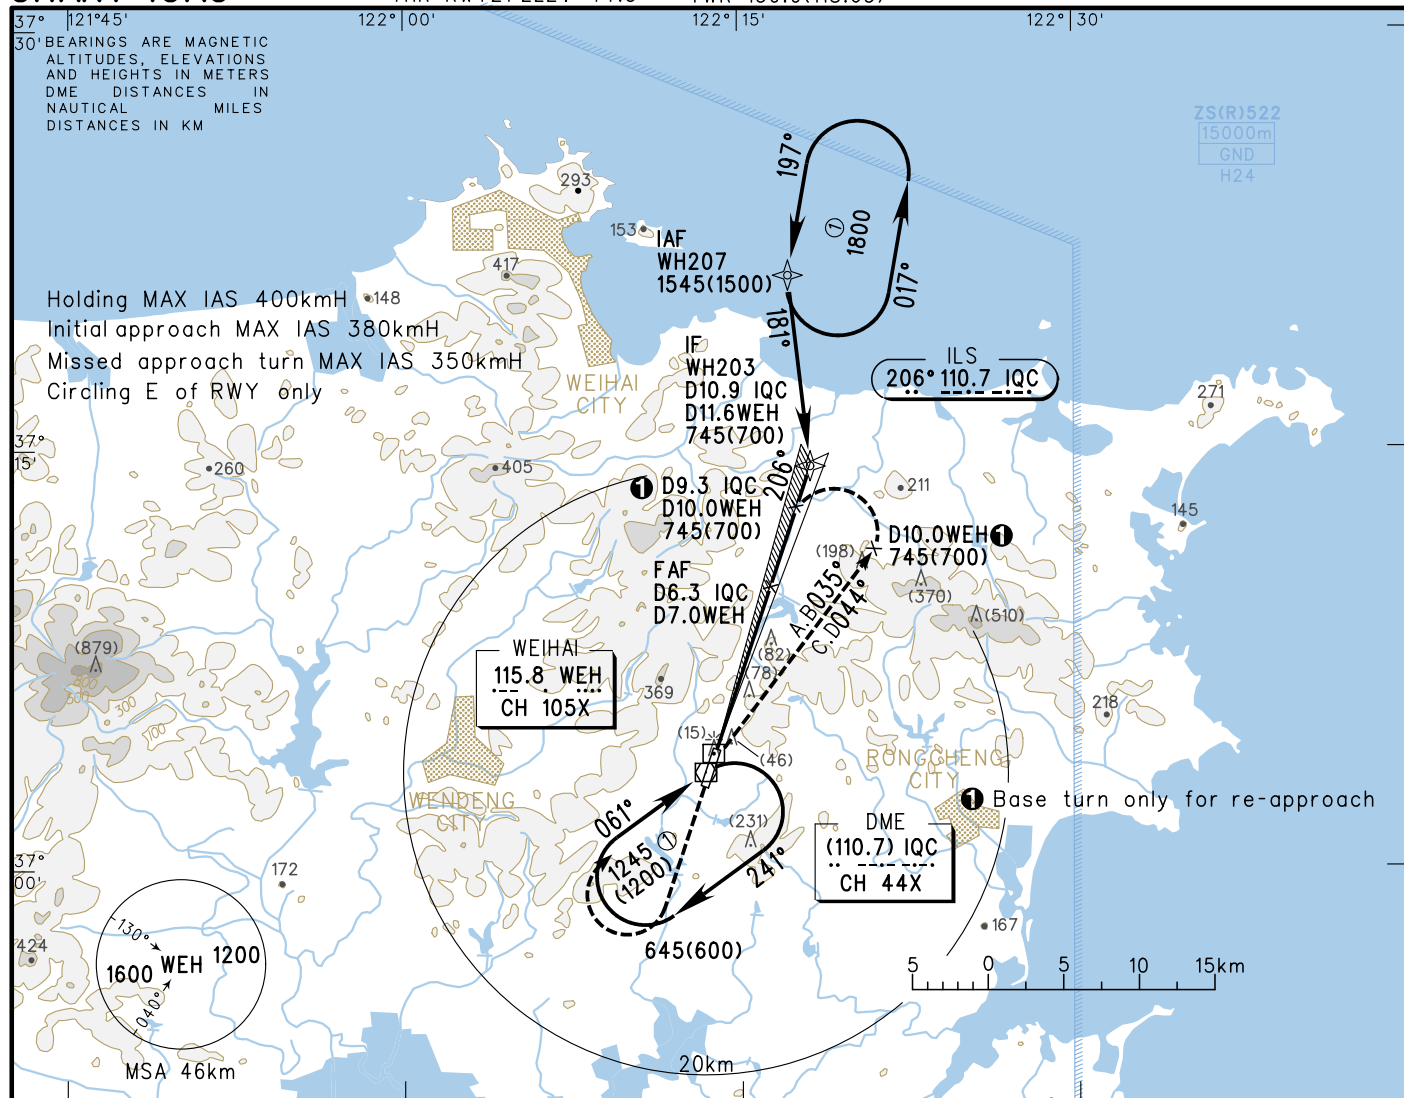 121°45'
122°00'
122°15'
122°30'
37°
30'
BEARINGS ARE MAGNETIC
ALTITUDES, ELEVATIONS
AND HEIGHTS IN METERS
DME DISTANCES IN
NAUTICAL MILES
DISTANCES IN KM
ZS(R)522
15000m
GND
H24
197°
① 1800
017°
293
153
IAF
WH207
1545(1500)
417
148
Holding MAX IAS 400kmH
Initial approach MAX IAS 380kmH
Missed approach turn MAX IAS 350kmH
Circling E of RWY only
181°
IF
WH203
D10.9 IQC
D11.6WEH
745(700)
WEIHAI
CITY
ILS
206° 110.7 IQC
271
37°
15'
260
405
206°
211
145
❶ D9.3 IQC
D10.0WEH
745(700)
D10.0WEH❶
745(700)
(198)
(370)
(510)
FAF
D6.3 IQC
D7.0WEH
A.B035°
C.D044°
(82)
(78)
(879)
300
100
WEIHAI
115.8 WEH
CH 105X
369
218
(15)
(46)
RONGCHENG
CITY
WENDENG
CITY
061°
1245 ①
(1200)
(231)
241°
❶ Base turn only for re-approach
DME
(110.7) IQC
CH 44X
37°
00'
172
424
167
645(600)
130°
1600 WEH 1200
040°
MSA 46km
5 0 5 10 15km
20km